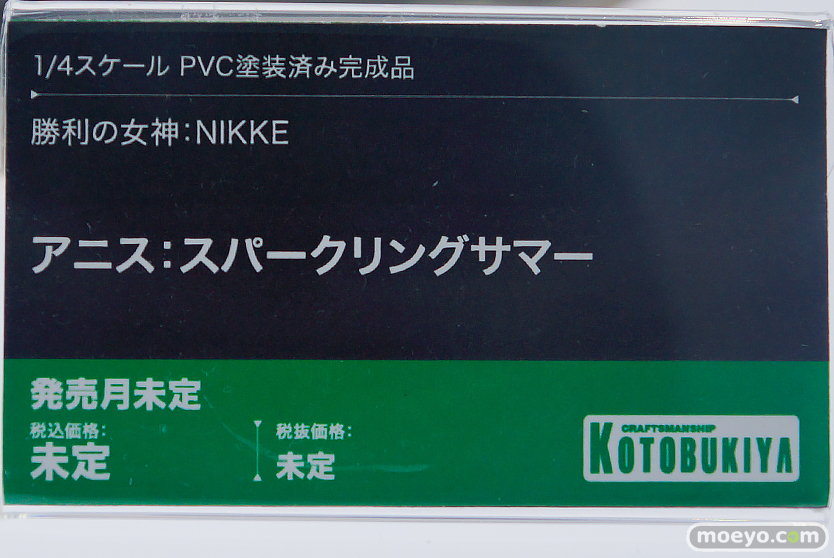 1/4スケール PVC塗装済み完成品
勝利の女神:NIKKE
アニス:スパークリングサマー
発売月未定
税込価格:
未定
税抜価格:
未定
CRAFTSMANSHIP
KOTOBUKIYA
moeyo.com